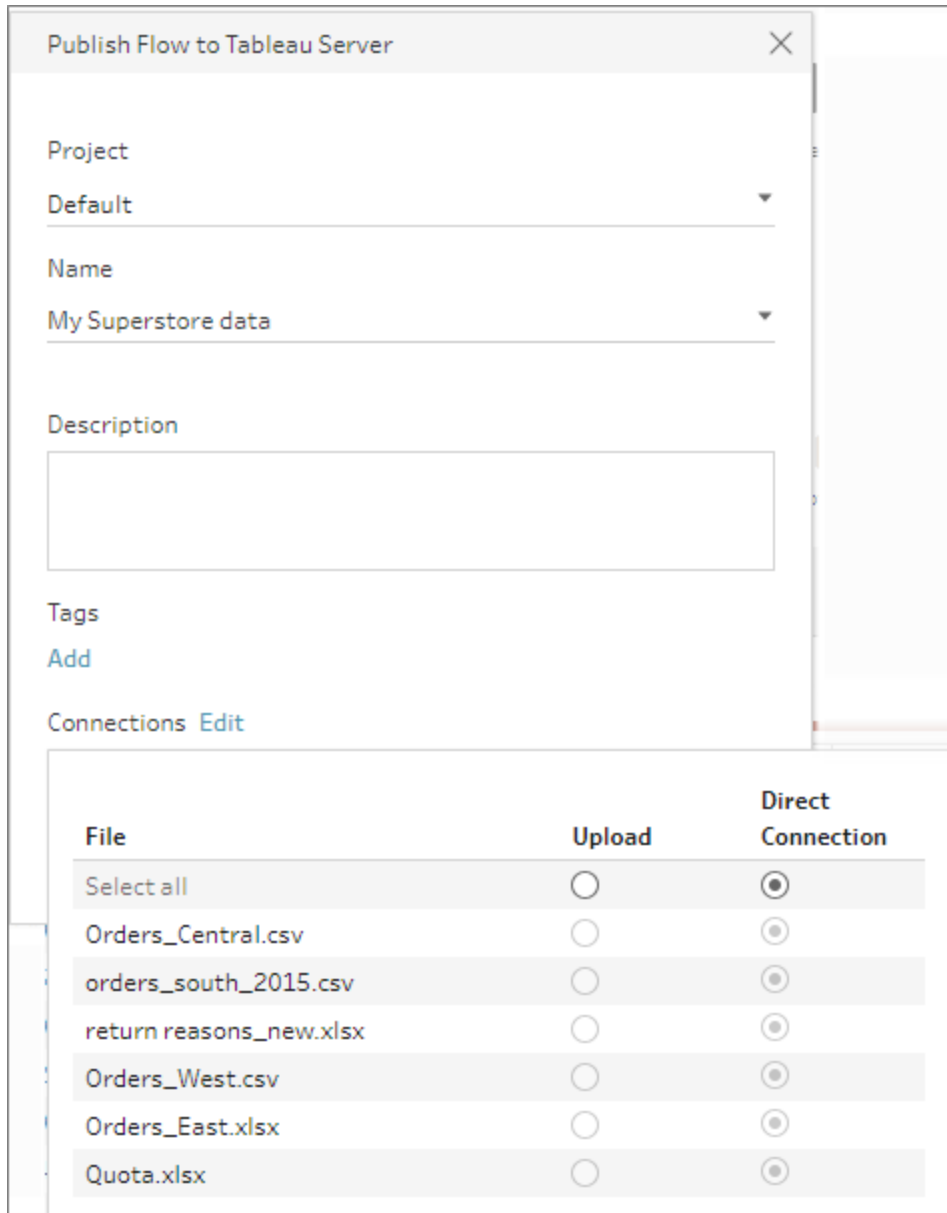 Publish Flow to Tableau Server
Project
Default
Name
My Superstore data
Description
Tags
Add
Connections Edit
Direct
File Upload Connection
Select all
Orders_Central.csv
orders_south_2015.csv
return reasons_new.xlsx
Orders_West.csv
Orders_East.xlsx
Quota.xlsx